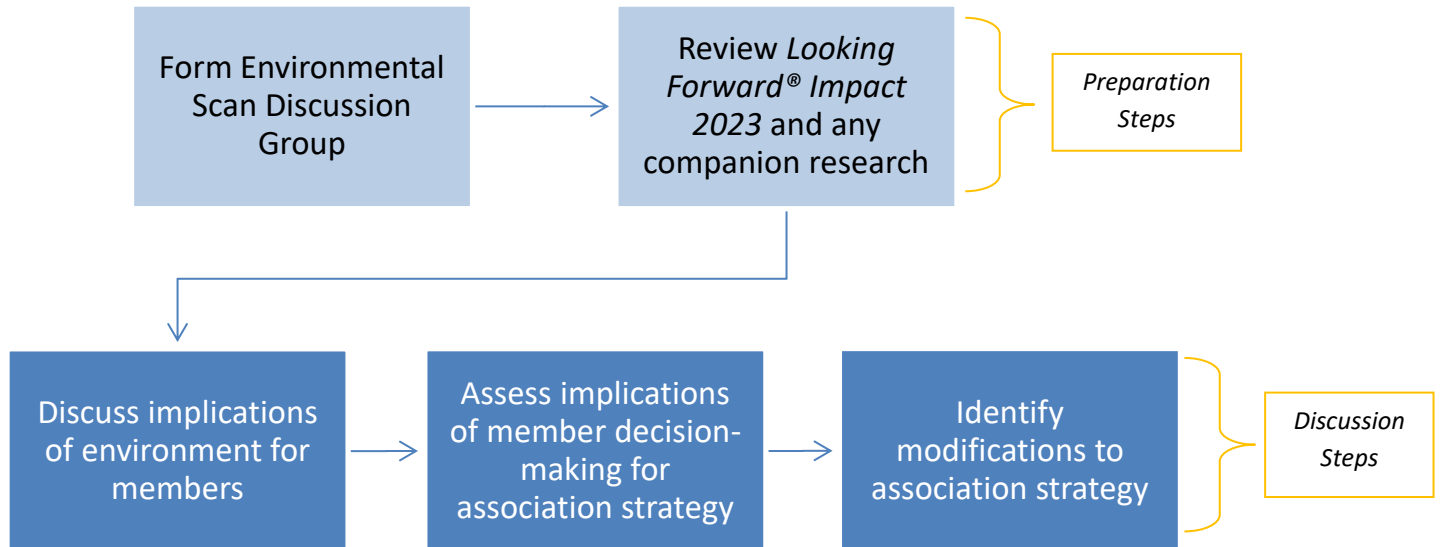 Form Environmental
Scan Discussion
Group
Review Looking
Forward® Impact
2023 and any
companion research
Preparation
Steps
Discuss implications
of environment for
members
Assess implications
of member decision-
making for
association strategy
Identify
modifications to
association strategy
Discussion
Steps